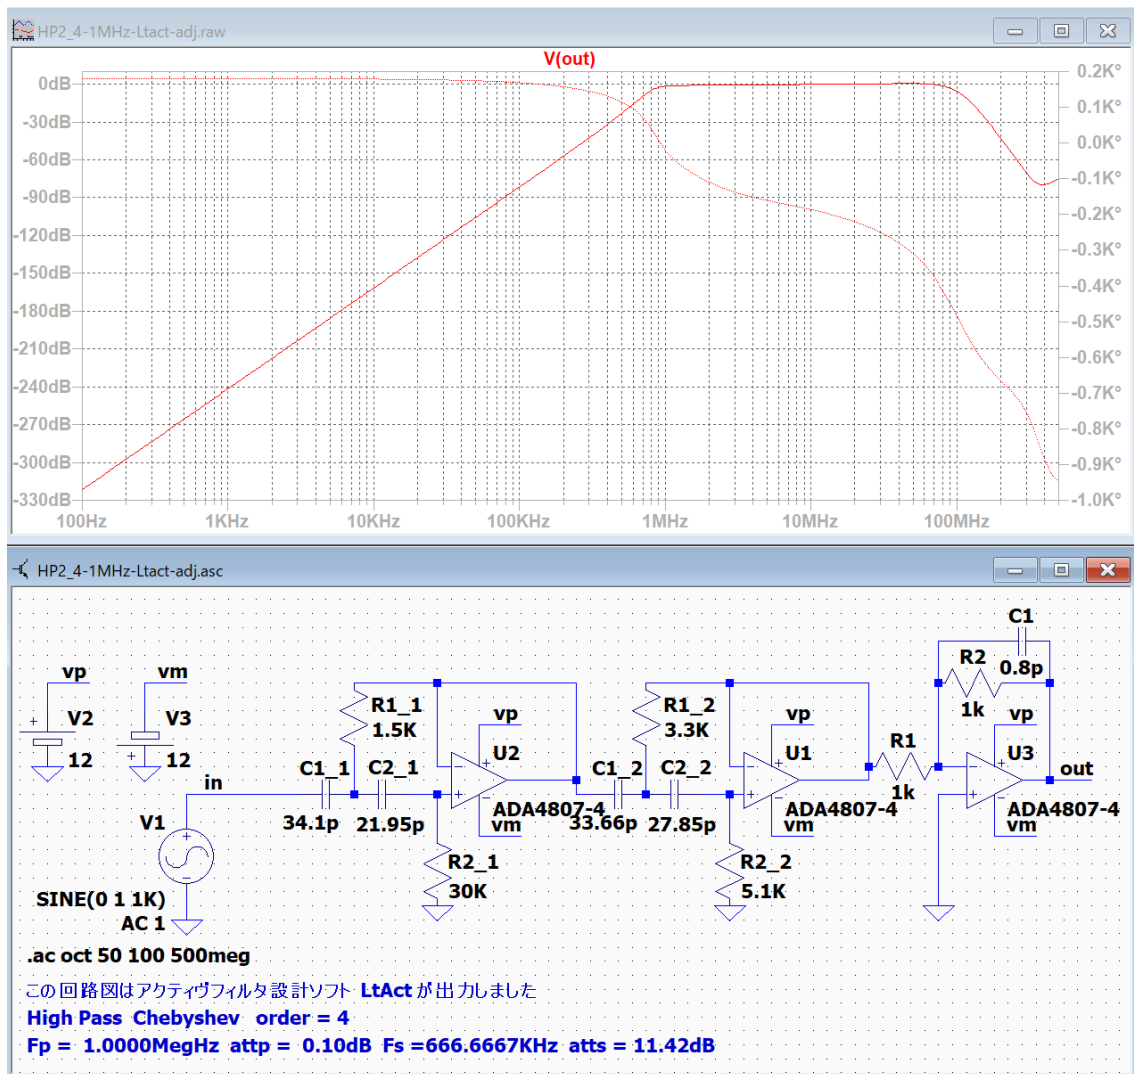 HP2_4-1MHz-Ltact-adj.raw
V(out)
0dB
-30dB
-60dB
-90dB
-120dB
-150dB
-180dB
-210dB
-240dB
-270dB
-300dB
-330dB
0.2K°
0.1K°
0.0K°
-0.1K°
-0.2K°
-0.3K°
-0.4K°
-0.5K°
-0.6K°
-0.7K°
-0.8K°
-0.9K°
-1.0K°
100Hz 1KHz 10KHz 100KHz 1MHz 10MHz 100MHz
HP2_4-1MHz-Ltact-adj.asc
vp
V2
12
vm
V3
12
in
V1
SINE(0 1 1K)
AC 1
C1_1
34.1p
C2_1
21.95p
R1_1
1.5K
R2_1
30K
vp
U2
ADA4807-4
vm
C1_2
33.66p
C2_2
27.85p
R1_2
3.3K
R2_2
5.1K
vp
U1
ADA4807-4
vm
R1
1k
C1
0.8p
R2
1k
vp
U3
ADA4807-4
vm
out
.ac oct 50 100 500meg
この回路図はアクティヴフィルタ設計ソフト LtAct が出力しました
High Pass Chebyshev order = 4
Fp = 1.0000MegHz attp = 0.10dB Fs =666.6667KHz atts = 11.42dB